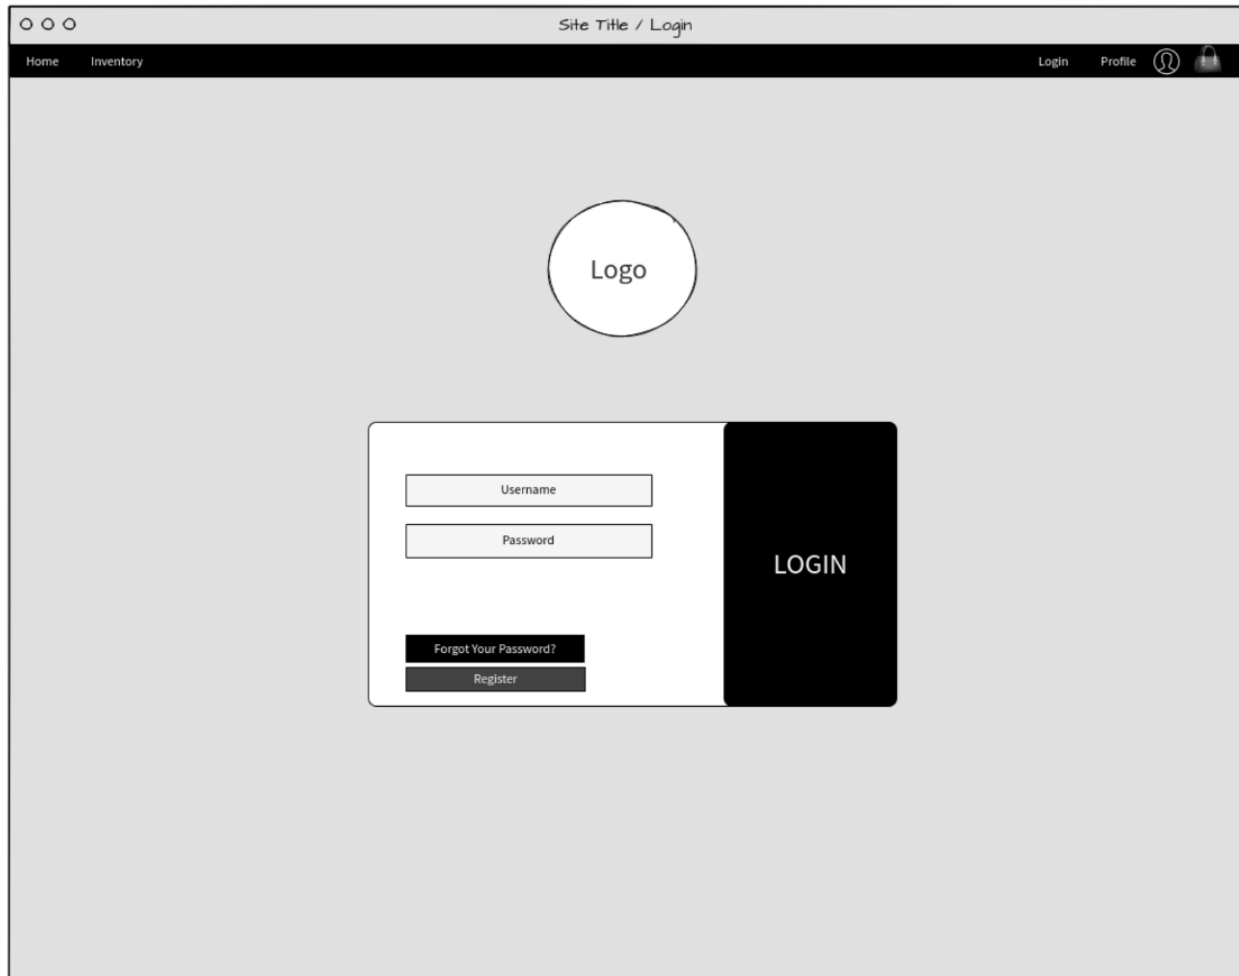 Site Title / Login
Home Inventory Login Profile
Logo
Username
Password
LOGIN
Forgot Your Password?
Register